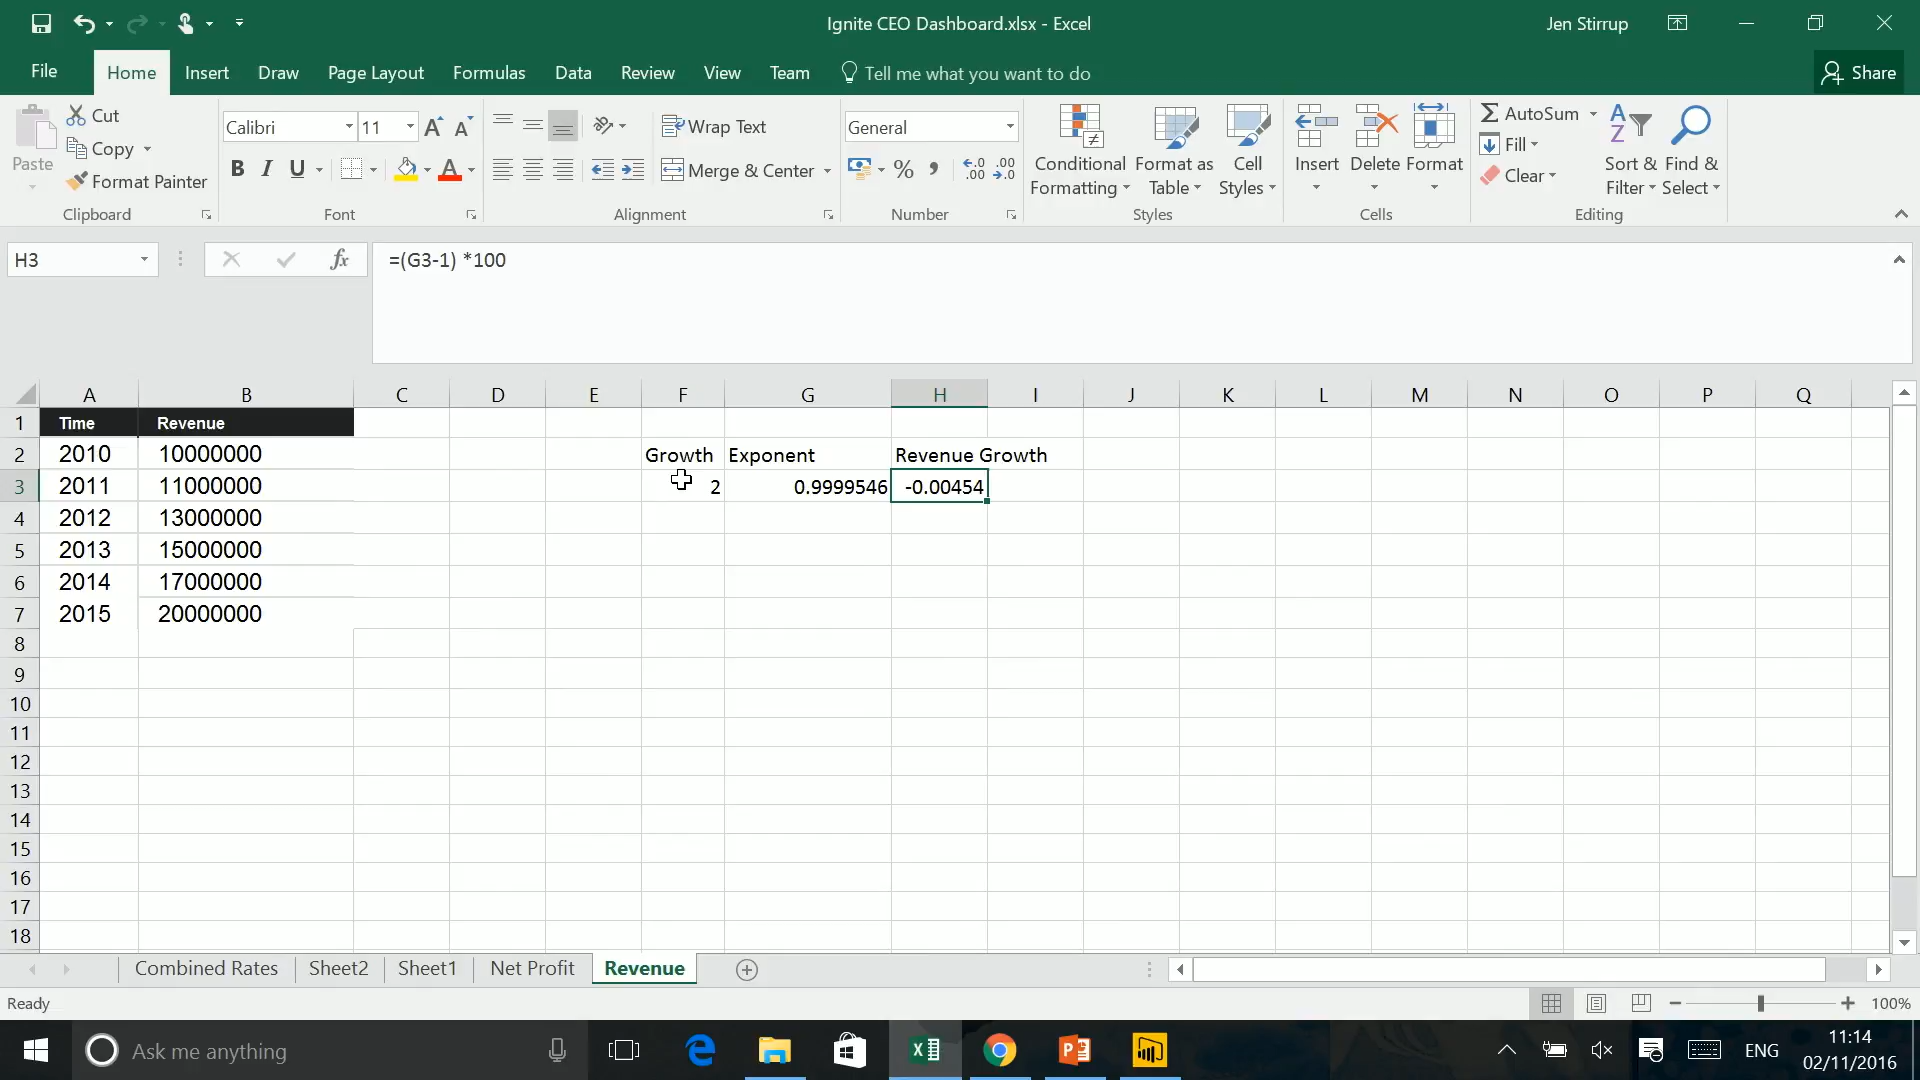 Ignite CEO Dashboard.xlsx - Excel
Jen Stirrup
File
Home
Insert
Draw
Page Layout
Formulas
Data
Review
View
Team
Tell me what you want to do
Share
Paste
Cut
Copy
Format Painter
Clipboard
Calibri
11
B I U
Font
Wrap Text
Merge & Center
Alignment
General
%
Number
Conditional Formatting
Format as Table
Cell Styles
Styles
Insert
Delete
Format
Cells
AutoSum
Fill
Clear
Sort & Filter
Find & Select
Editing
H3
fx
=(G3-1) *100
A B C D E F G H I J K L M N O P Q
1 Time Revenue
2 2010 10000000 Growth Exponent Revenue Growth
3 2011 11000000 2 0.9999546 -0.00454
4 2012 13000000
5 2013 15000000
6 2014 17000000
7 2015 20000000
8
9
10
11
12
13
14
15
16
17
18
Combined Rates
Sheet2
Sheet1
Net Profit
Revenue
Ready
100%
Ask me anything
ENG
11:14
02/11/2016